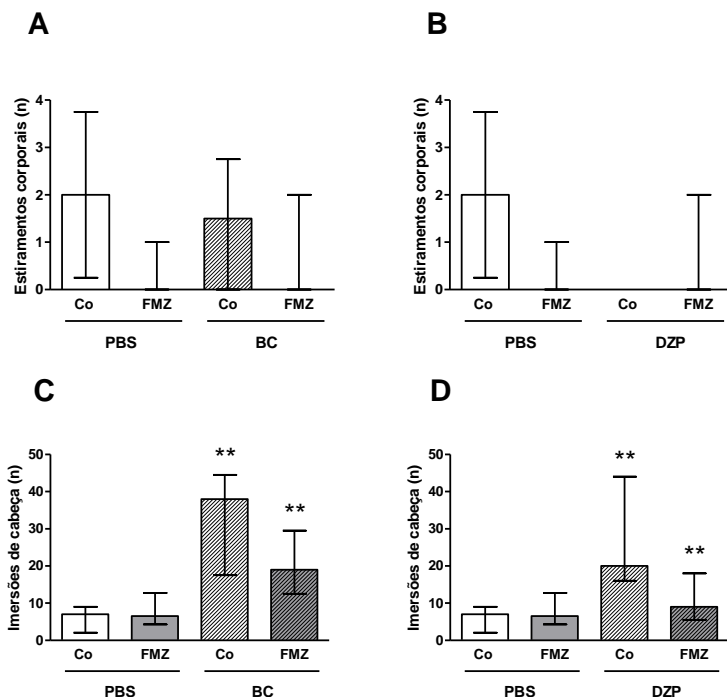 A
B
Estiramentos corporais (n)
4
3
2
1
0
Co
FMZ
Co
FMZ
PBS
BC
Estiramentos corporais (n)
4
3
2
1
0
Co
FMZ
Co
FMZ
PBS
DZP
C
D
Imersões de cabeça (n)
50
40
30
20
10
0
**
**
Co
FMZ
Co
FMZ
PBS
BC
Imersões de cabeça (n)
50
40
30
20
10
0
**
**
Co
FMZ
Co
FMZ
PBS
DZP